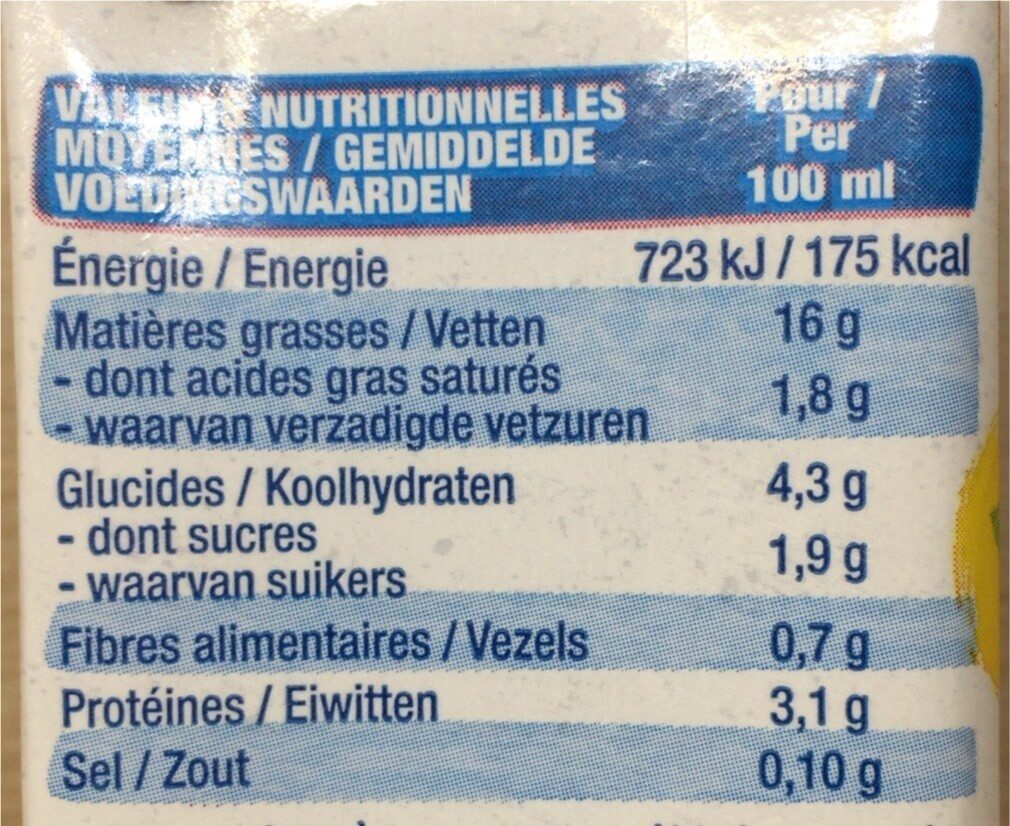 VALEURS NUTRITIONNELLES
MOYENNES / GEMIDDELDE
VOEDINGSWAARDEN
Pour /
Per
100 ml
Énergie / Energie 723 kJ / 175 kcal
Matières grasses / Vetten 16 g
- dont acides gras saturés
- waarvan verzadigde vetzuren 1,8 g
Glucides / Koolhydraten 4,3 g
- dont sucres
- waarvan suikers 1,9 g
Fibres alimentaires / Vezels 0,7 g
Protéines / Eiwitten 3,1 g
Sel / Zout 0,10 g